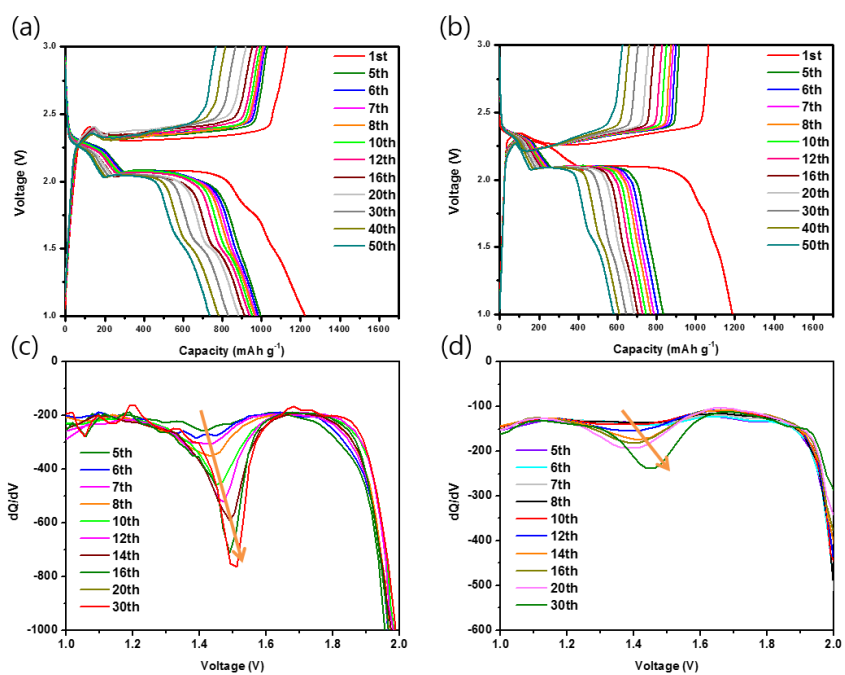 (a)
3.0
2.5
2.0
1.5
1.0
Voltage (V)
0 200 400 600 800 1000 1200 1400 1600
Capacity (mAh g⁻¹)
1st
5th
6th
7th
8th
10th
12th
16th
20th
30th
40th
50th
(b)
3.0
2.5
2.0
1.5
1.0
Voltage (V)
0 200 400 600 800 1000 1200 1400 1600
Capacity (mAh g⁻¹)
1st
5th
6th
7th
8th
10th
12th
16th
20th
30th
40th
50th
(c)
0
-200
-400
-600
-800
-1000
dQ/dV
1.0 1.2 1.4 1.6 1.8 2.0
Voltage (V)
5th
6th
7th
8th
10th
12th
14th
16th
20th
30th
(d)
0
-100
-200
-300
-400
-500
-600
dQ/dV
1.0 1.2 1.4 1.6 1.8 2.0
Voltage (V)
5th
6th
7th
8th
10th
12th
14th
16th
20th
30th